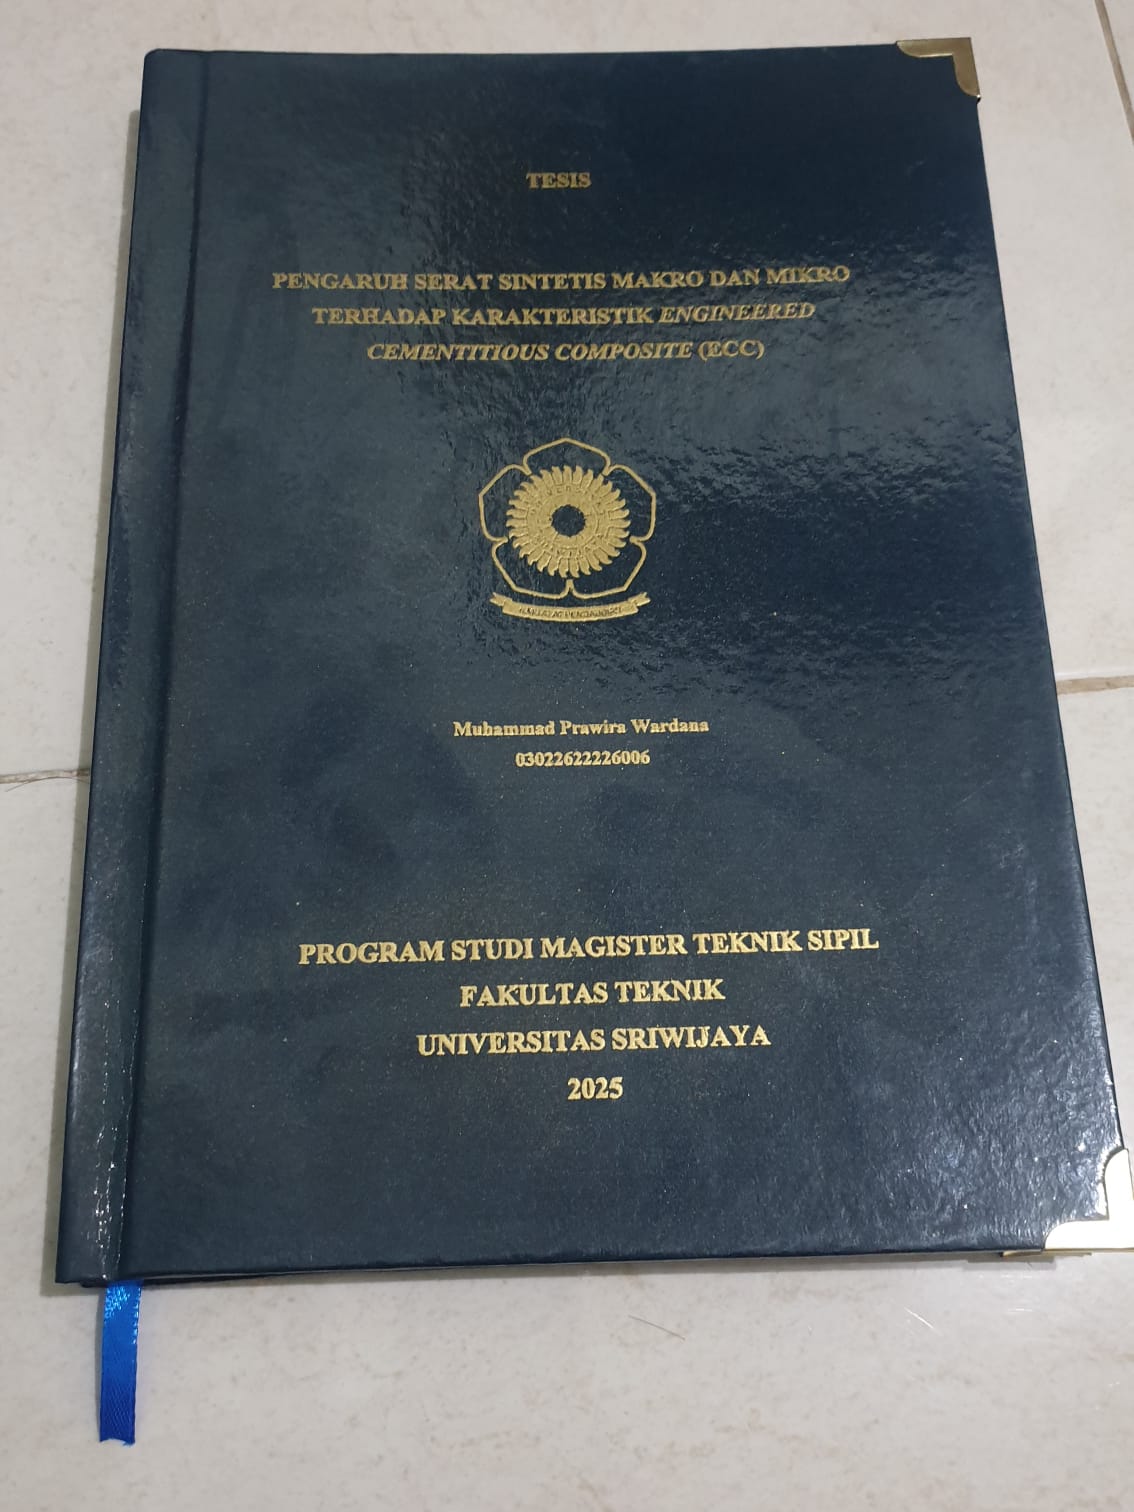 TESIS
PENGARUH SERAT SINTETIS MAKRO DAN MIKRO
TERHADAP KARAKTERISTIK ENGINEERED
CEMENTITIOUS COMPOSITE (ECC)
Muhammad Prawira Wardana
03022622226006
PROGRAM STUDI MAGISTER TEKNIK SIPIL
FAKULTAS TEKNIK
UNIVERSITAS SRIWIJAYA
2025